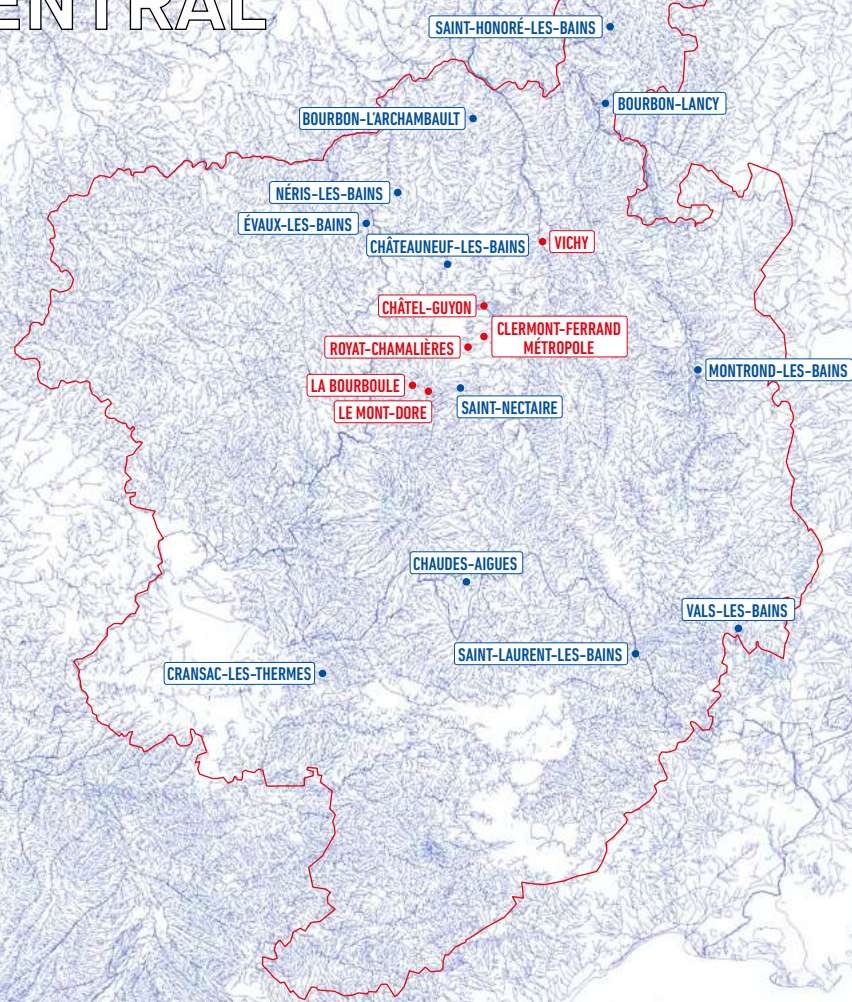 ENTRAL
SAINT-HONORÉ-LES-BAINS
BOURBON-LANCY
BOURBON-L'ARCHAMBAULT
NÉRIS-LES-BAINS
ÉVAUX-LES-BAINS
CHÂTEAUNEUF-LES-BAINS
VICHY
CHÂTEL-GUYON
CLERMONT-FERRAND
MÉTROPOLE
ROYAT-CHAMALIÈRES
MONTROND-LES-BAINS
LA BOURBOULE
LE MONT-DORE
SAINT-NECTAIRE
CHAUDES-AIGUES
VALS-LES-BAINS
SAINT-LAURENT-LES-BAINS
CRANSAC-LES-THERMES